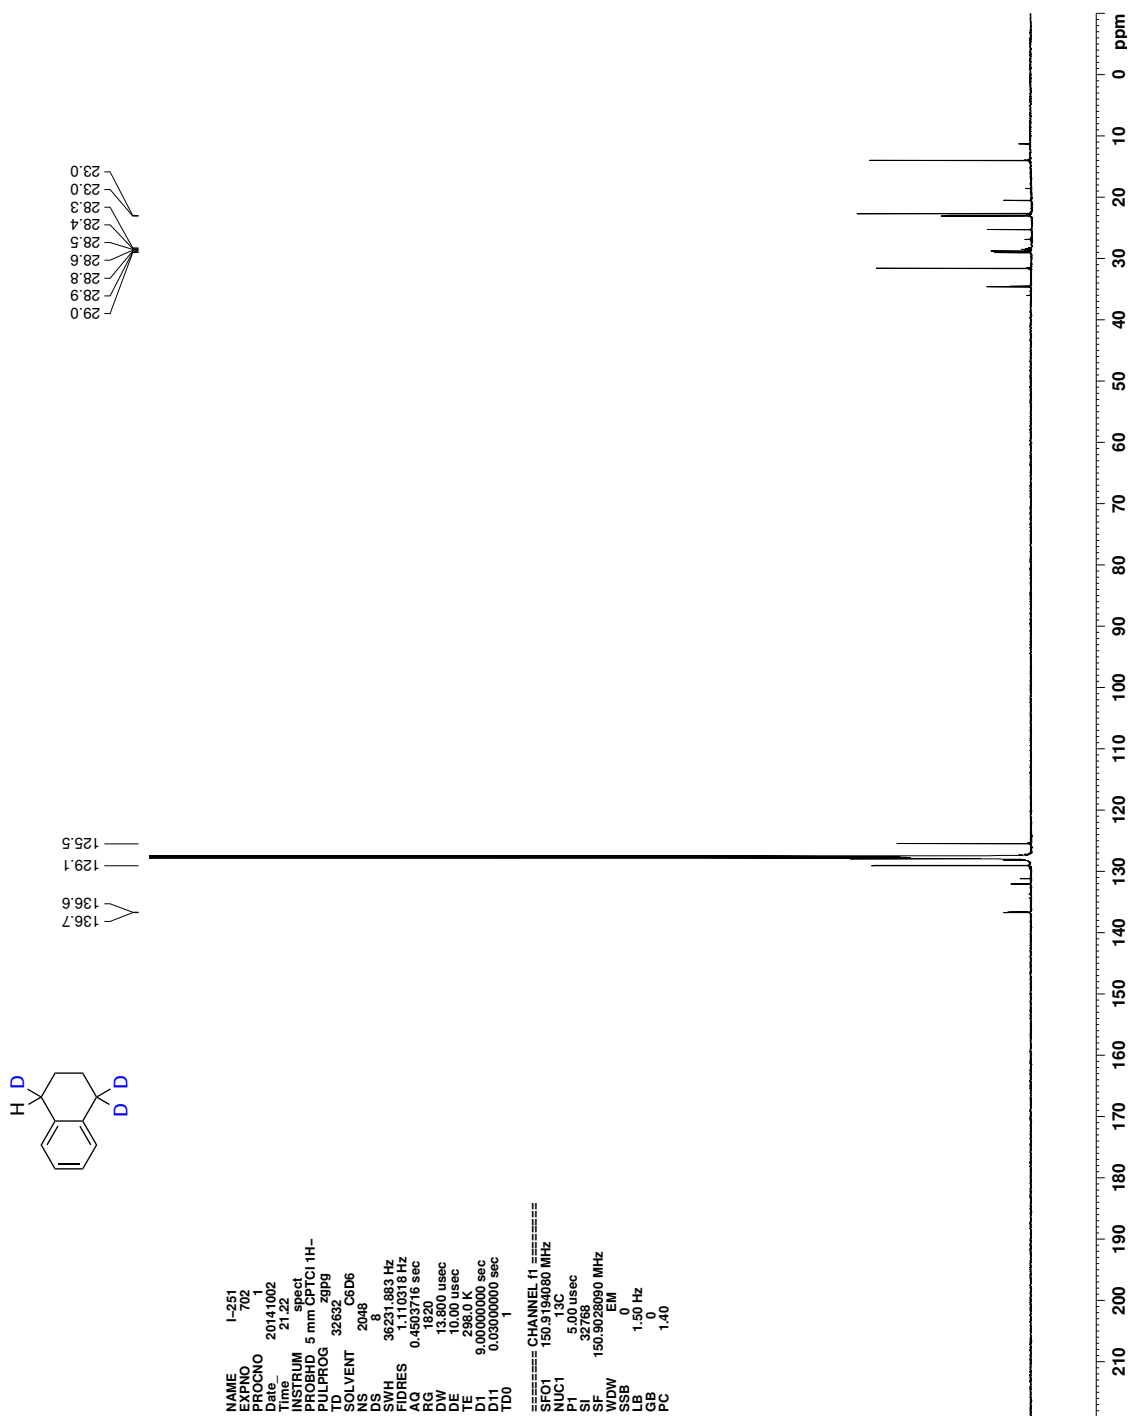 23.0
23.0
28.3
28.4
28.5
28.6
28.8
28.9
29.0
125.5
129.1
136.6
136.7
H D
D
D
NAME I-251
EXPNO 702
PROCNO 1
Date_ 20141002
Time 21.22
INSTRUM spect
PROBHD 5 mm CPTCI 1H-
PULPROG zgpg
TD 32632
SOLVENT C6D6
NS 2048
DS 8
SWH 36231.883 Hz
FIDRES 1.110318 Hz
AQ 0.4503716 sec
RG 1820
DW 13.800 usec
DE 10.00 usec
TE 298.0 K
D1 9.00000000 sec
D11 0.03000000 sec
TD0 1
======== CHANNEL f1 ========
SFO1 150.9194080 MHz
NUC1 13C
P1 5.00 usec
SI 32768
SF 150.9028090 MHz
WDW EM
SSB 0
LB 1.50 Hz
GB 0
PC 1.40
210 200 190 180 170 160 150 140 130 120 110 100 90 80 70 60 50 40 30 20 10 0 ppm